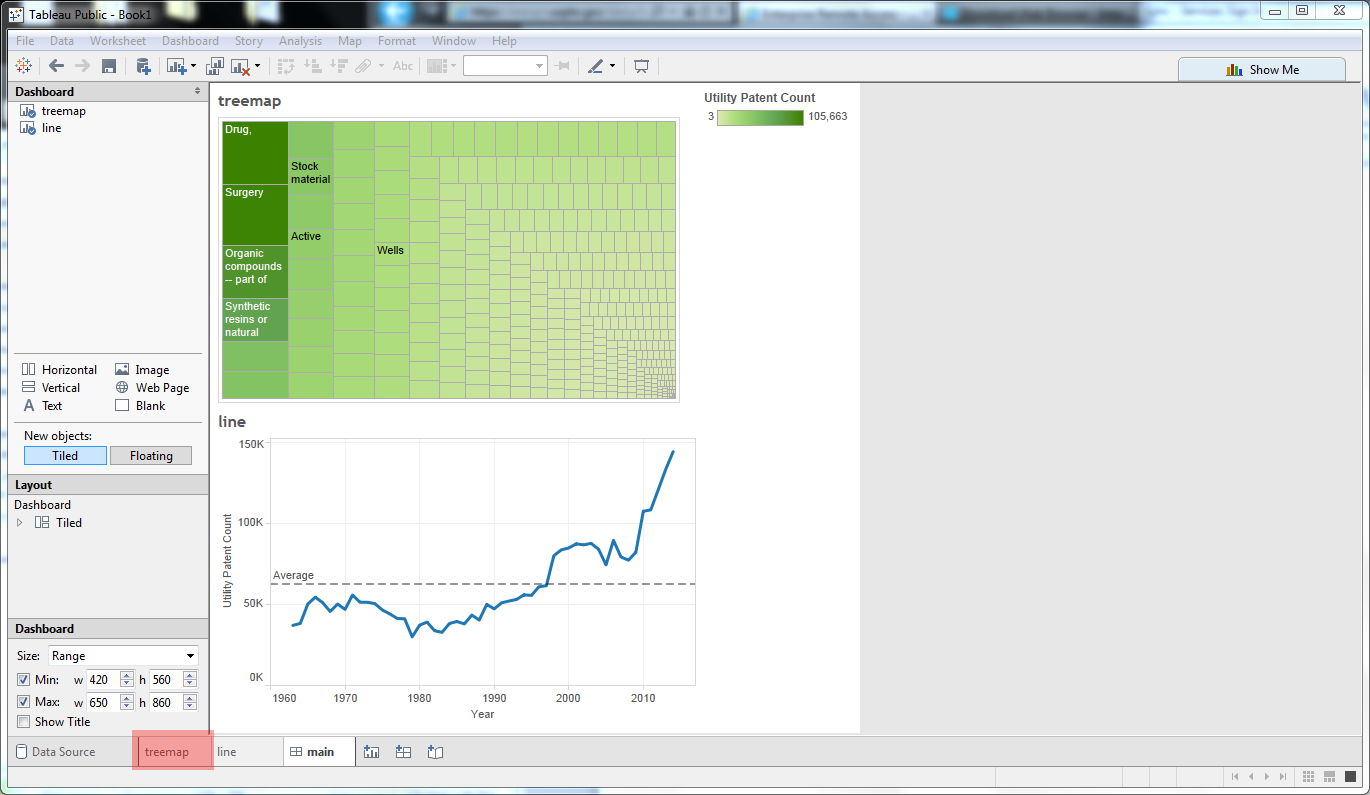 Tableau Public - Book1
File Data Worksheet Dashboard Story Analysis Map Format Window Help
Abc
Show Me
Dashboard
treemap
line
Horizontal Image
Vertical Web Page
Text Blank
New objects:
Tiled Floating
Layout
Dashboard
Tiled
Dashboard
Size: Range
Min: w 420 h 560
Max: w 650 h 860
Show Title
treemap
Drug,
Surgery
Organic
compounds
-- part of
Synthetic
resins or
natural
Stock
material
Active
Wells
Utility Patent Count
3 105,663
line
Utility Patent Count
150K
100K
50K
0K
Average
1960 1970 1980 1990 2000 2010
Year
Data Source treemap line main